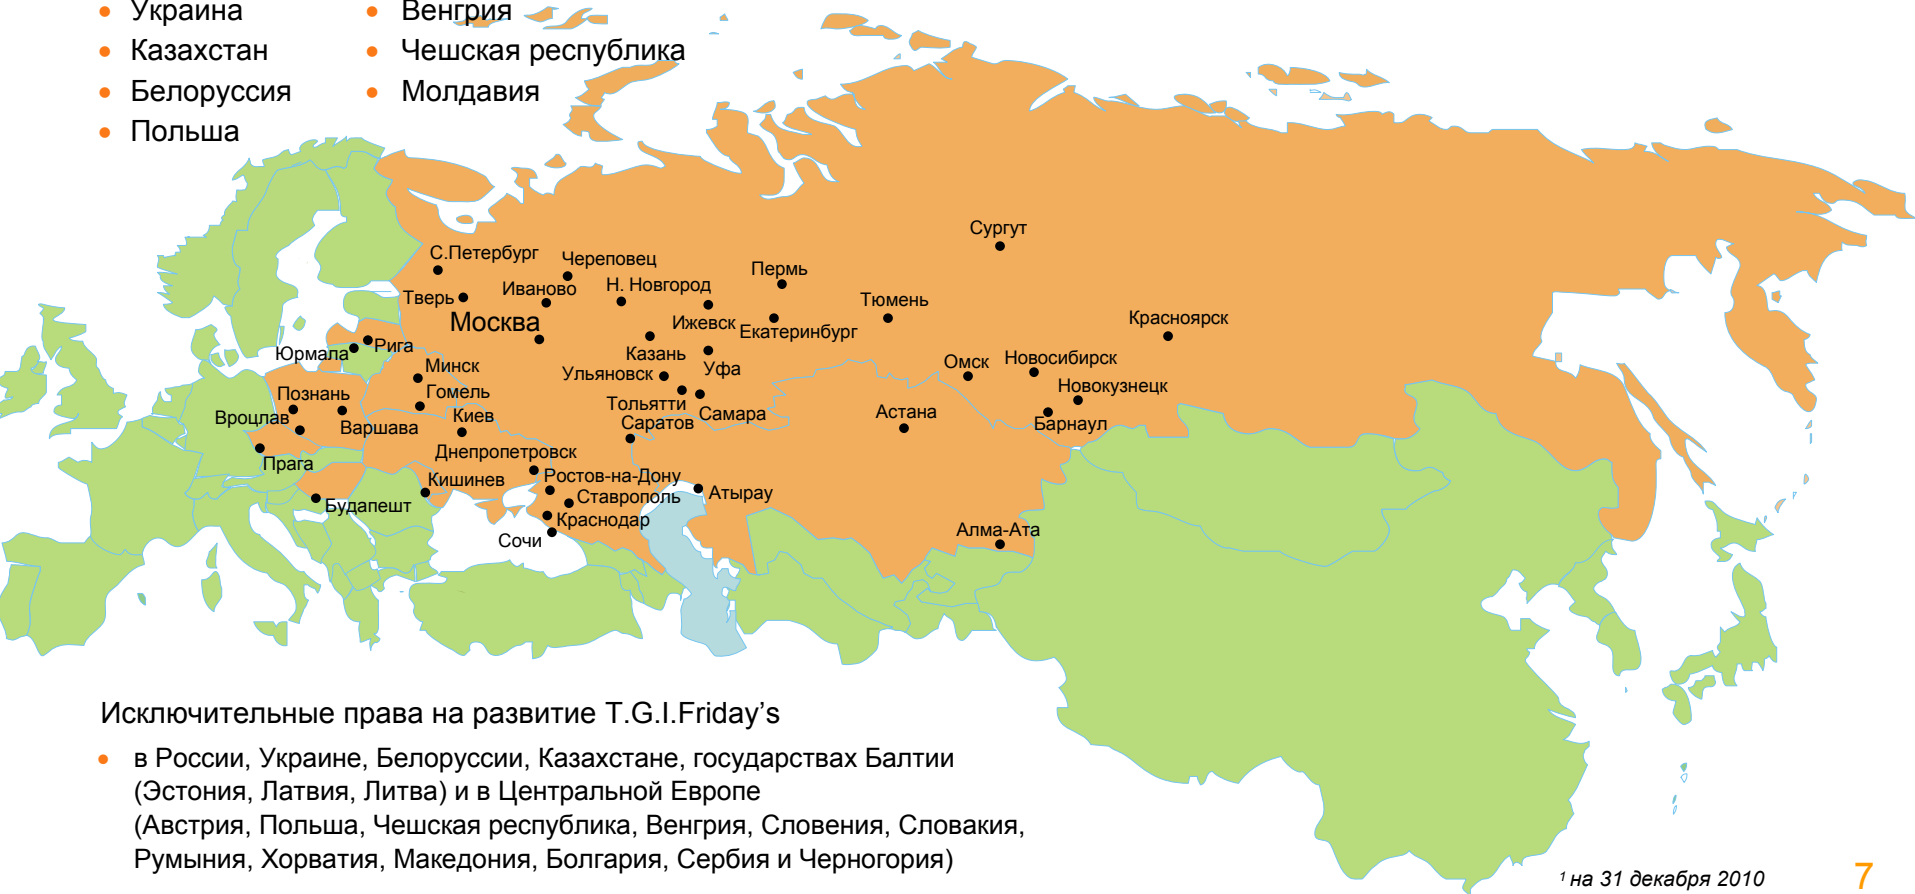 Украина
Казахстан
Белоруссия
Польша
Венгрия
Чешская республика
Молдавия
Сургут
С.Петербург
Череповец
Пермь
Тверь
Иваново
Н. Новгород
Тюмень
Москва
Ижевск
Екатеринбург
Красноярск
Юрмала
Рига
Казань
Минск
Ульяновск
Уфа
Омск
Новосибирск
Познань
Гомель
Тольятти
Новокузнецк
Вроцлав
Варшава
Киев
Саратов
Самара
Астана
Барнаул
Прага
Днепропетровск
Кишинев
Ростов-на-Дону
Будапешт
Ставрополь
Атырау
Краснодар
Сочи
Алма-Ата
Исключительные права на развитие T.G.I.Friday’s
в России, Украине, Белоруссии, Казахстане, государствах Балтии
(Эстония, Латвия, Литва) и в Центральной Европе
(Австрия, Польша, Чешская республика, Венгрия, Словения, Словакия,
Румыния, Хорватия, Македония, Болгария, Сербия и Черногория)
¹ на 31 декабря 2010
7